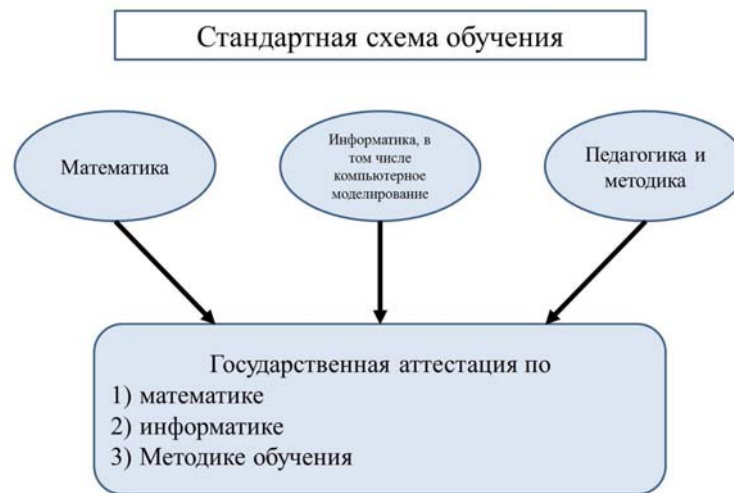 Стандартная схема обучения
Математика
Информатика, в
том числе
компьютерное
моделирование
Педагогика и
методика
Государственная аттестация по
1) математике
2) информатике
3) Методике обучения